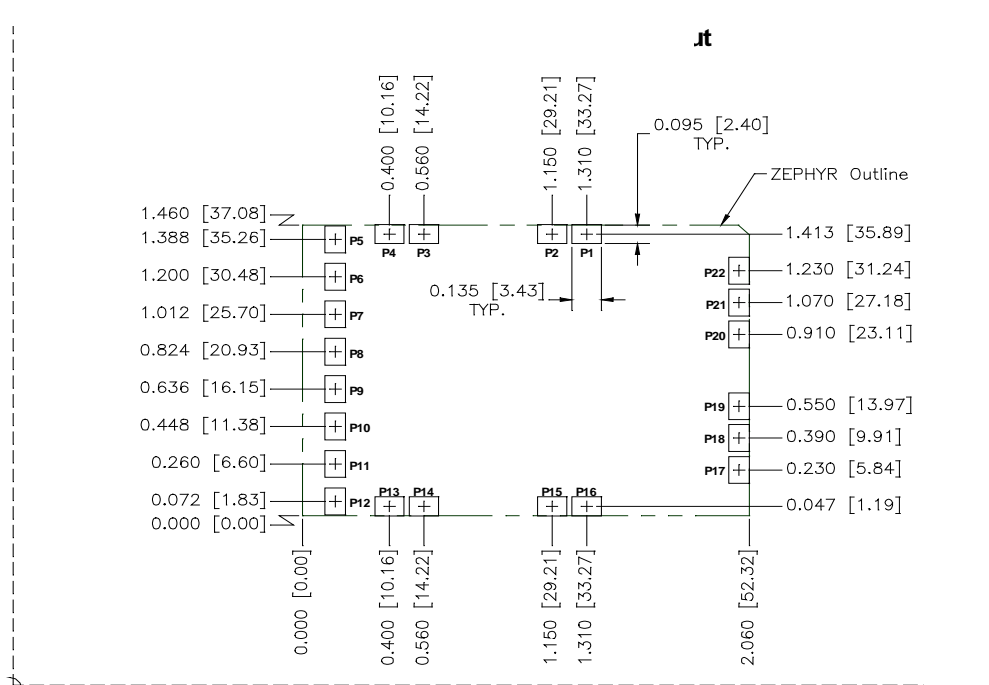 ut
0.400 [10.16]
0.560 [14.22]
1.150 [29.21]
1.310 [33.27]
0.095 [2.40]
TYP.
ZEPHYR Outline
1.460 [37.08]
1.388 [35.26]
P5
P4
P3
P2
P1
1.413 [35.89]
1.200 [30.48]
P6
P22
1.230 [31.24]
0.135 [3.43]
TYP.
P21
1.070 [27.18]
1.012 [25.70]
P7
P20
0.910 [23.11]
0.824 [20.93]
P8
0.636 [16.15]
P9
P19
0.550 [13.97]
0.448 [11.38]
P10
P18
0.390 [9.91]
0.260 [6.60]
P11
P17
0.230 [5.84]
0.072 [1.83]
P12
P13
P14
P15
P16
0.047 [1.19]
0.000 [0.00]
0.000 [0.00]
0.400 [10.16]
0.560 [14.22]
1.150 [29.21]
1.310 [33.27]
2.060 [52.32]